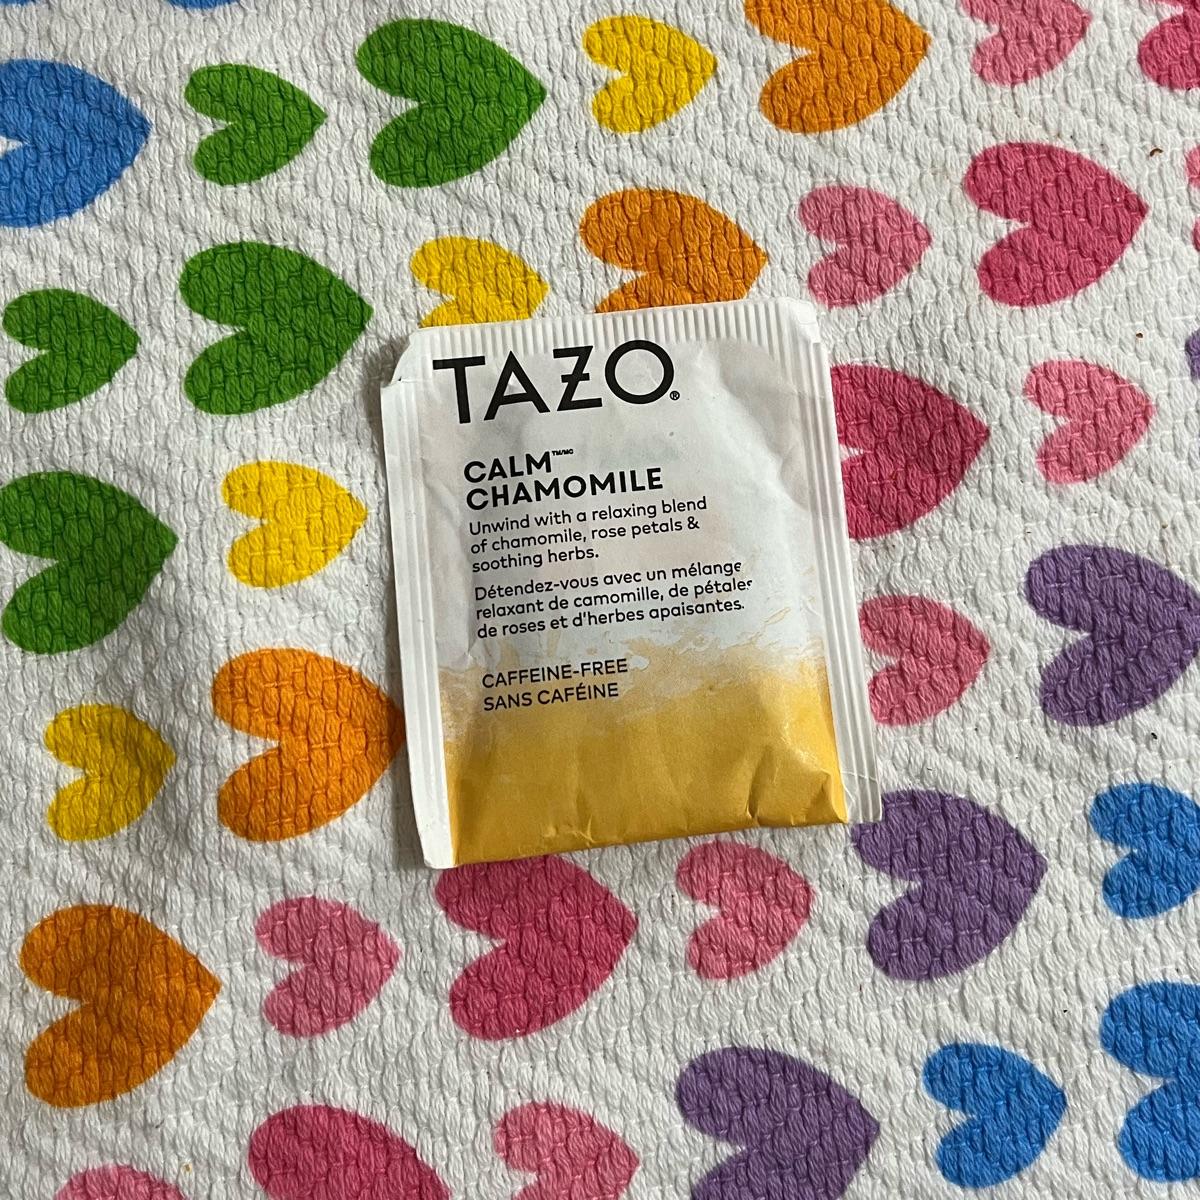 TAZO®
CALM™/MC
CHAMOMILE
Unwind with a relaxing blend
of chamomile, rose petals &
soothing herbs.
Détendez-vous avec un mélange
relaxant de camomille, de pétales
de roses et d'herbes apaisantes.
CAFFEINE-FREE
SANS CAFÉINE